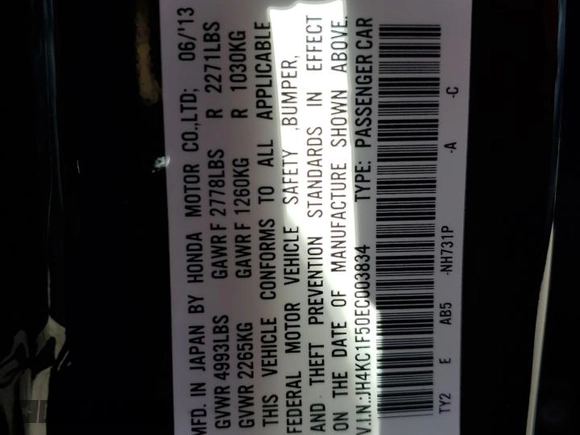 MFD. IN JAPAN BY HONDA MOTOR CO.,LTD; 06/'13
GVWR 4993LBS GAWR F 2778LBS R 2271LBS
GVWR 2265KG GAWR F 1260KG R 1030KG
THIS VEHICLE CONFORMS TO ALL APPLICABLE
FEDERAL MOTOR VEHICLE SAFETY ,BUMPER,
AND THEFT PREVENTION STANDARDS IN EFFECT
ON THE DATE OF MANUFACTURE SHOWN ABOVE.
V.I.N.:JH4KC1F50EC003834 TYPE: PASSENGER CAR
TY2 E AB5 -NH731P -A -C